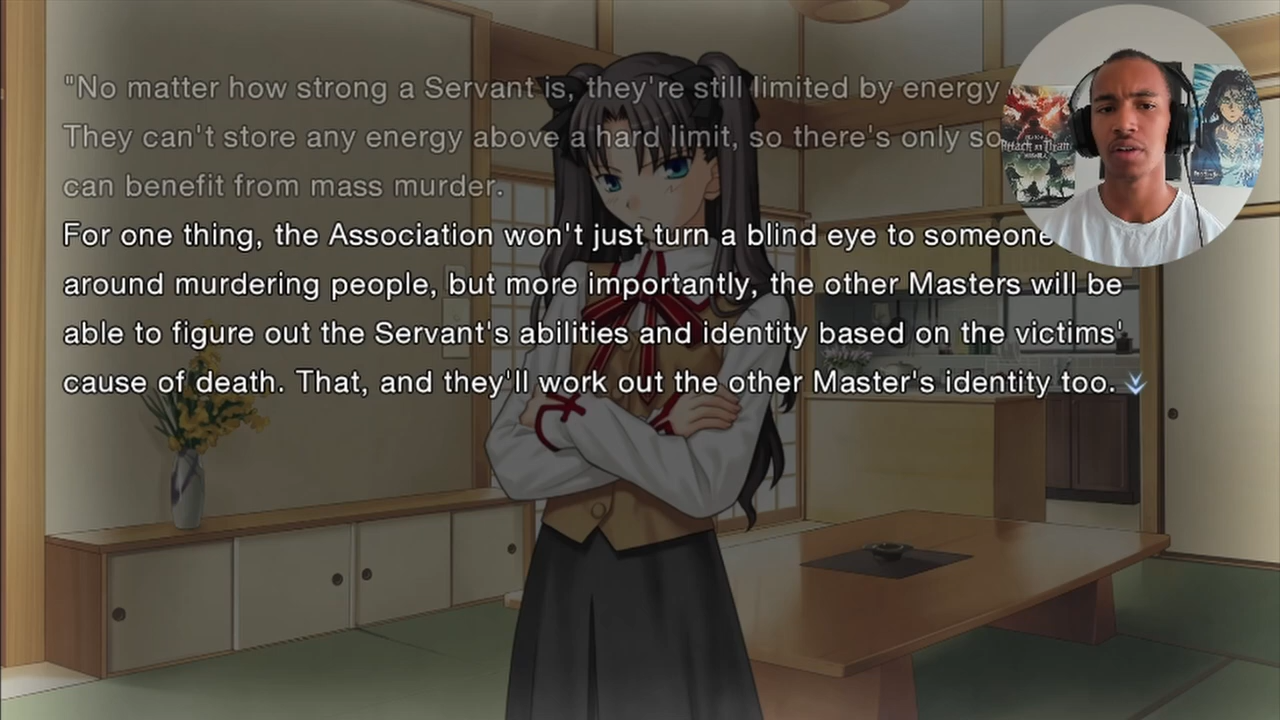 "No matter how strong a Servant is, they're still limited by energy
They can't store any energy above a hard limit, so there's only so
can benefit from mass murder.
For one thing, the Association won't just turn a blind eye to someone
around murdering people, but more importantly, the other Masters will be
able to figure out the Servant's abilities and identity based on the victims'
cause of death. That, and they'll work out the other Master's identity too.
Attack on Titan